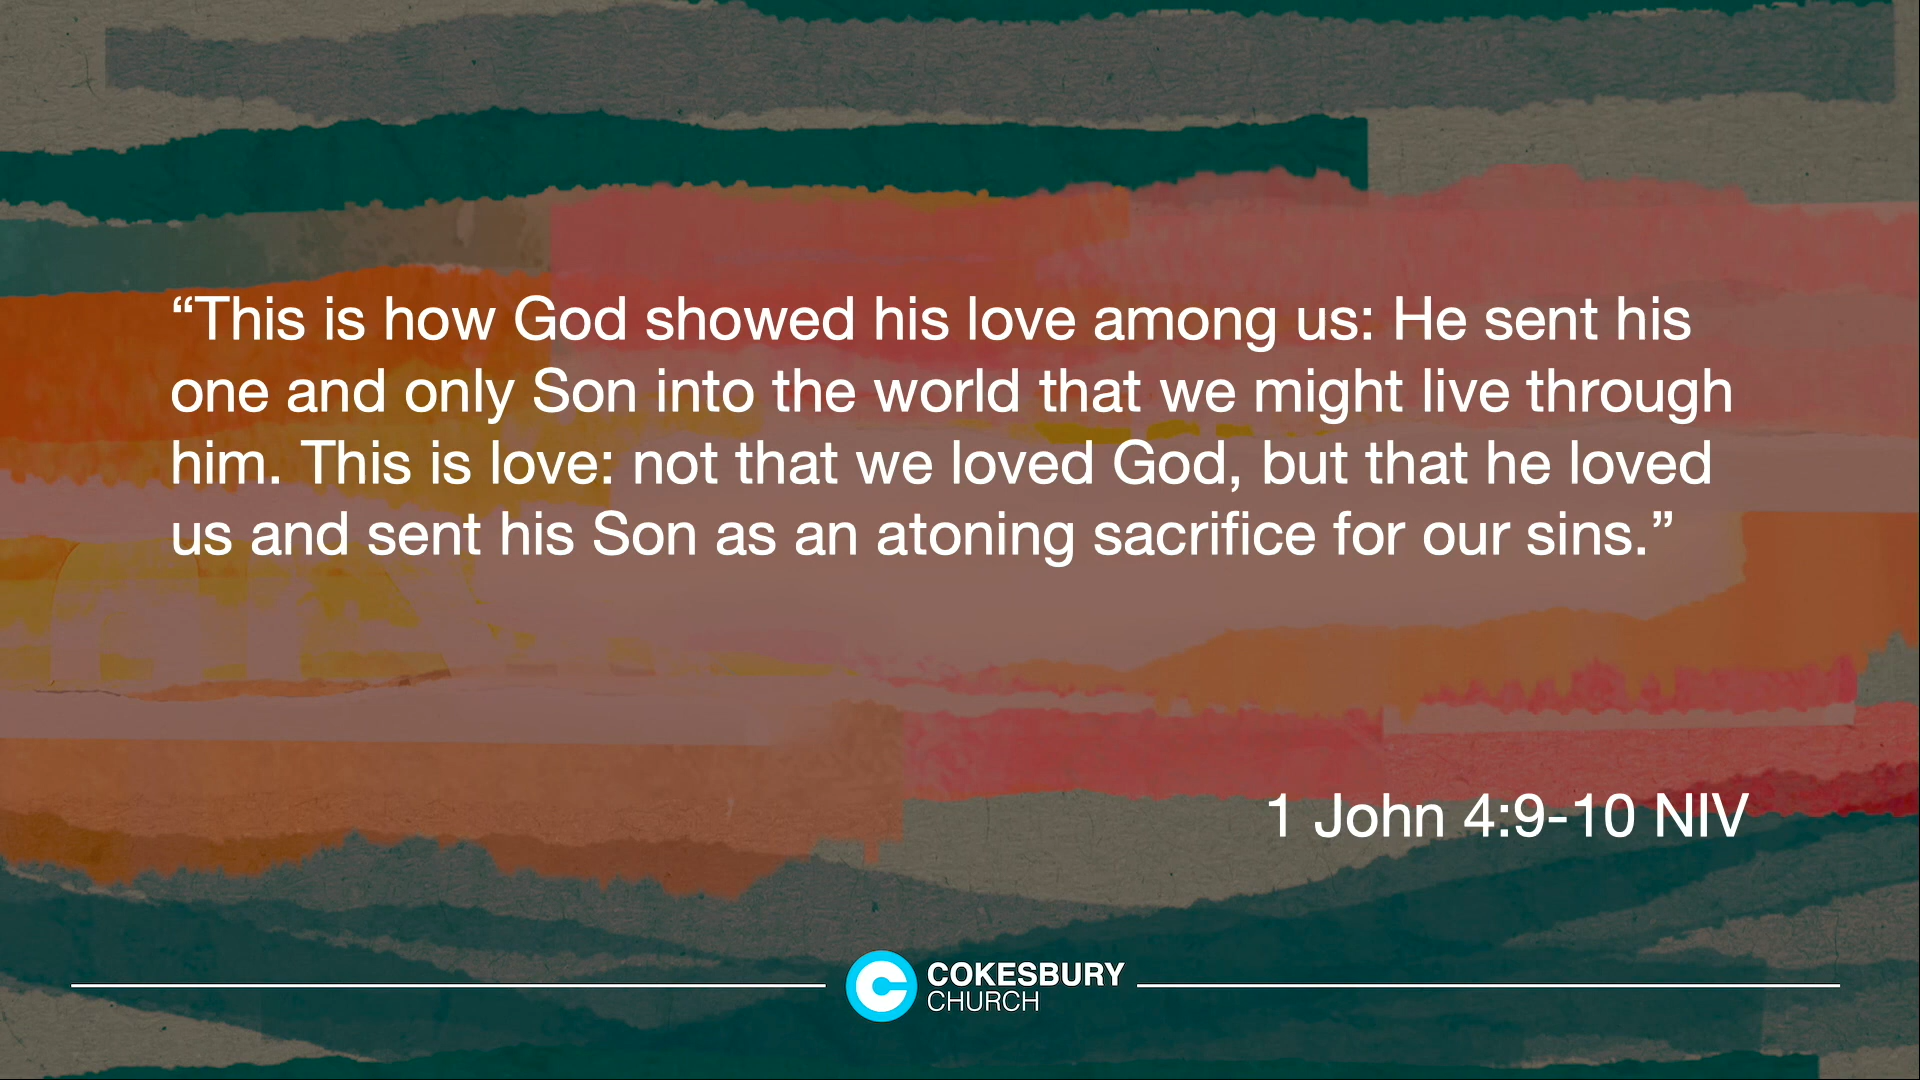 “This is how God showed his love among us: He sent his
one and only Son into the world that we might live through
him. This is love: not that we loved God, but that he loved
us and sent his Son as an atoning sacrifice for our sins.”
1 John 4:9-10 NIV
COKESBURY
CHURCH